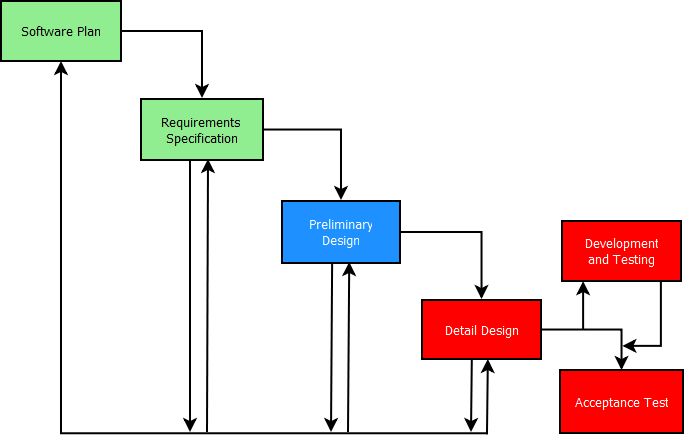 Software Plan
Requirements
Specification
Preliminary
Design
Development
and Testing
Detail Design
Acceptance Test